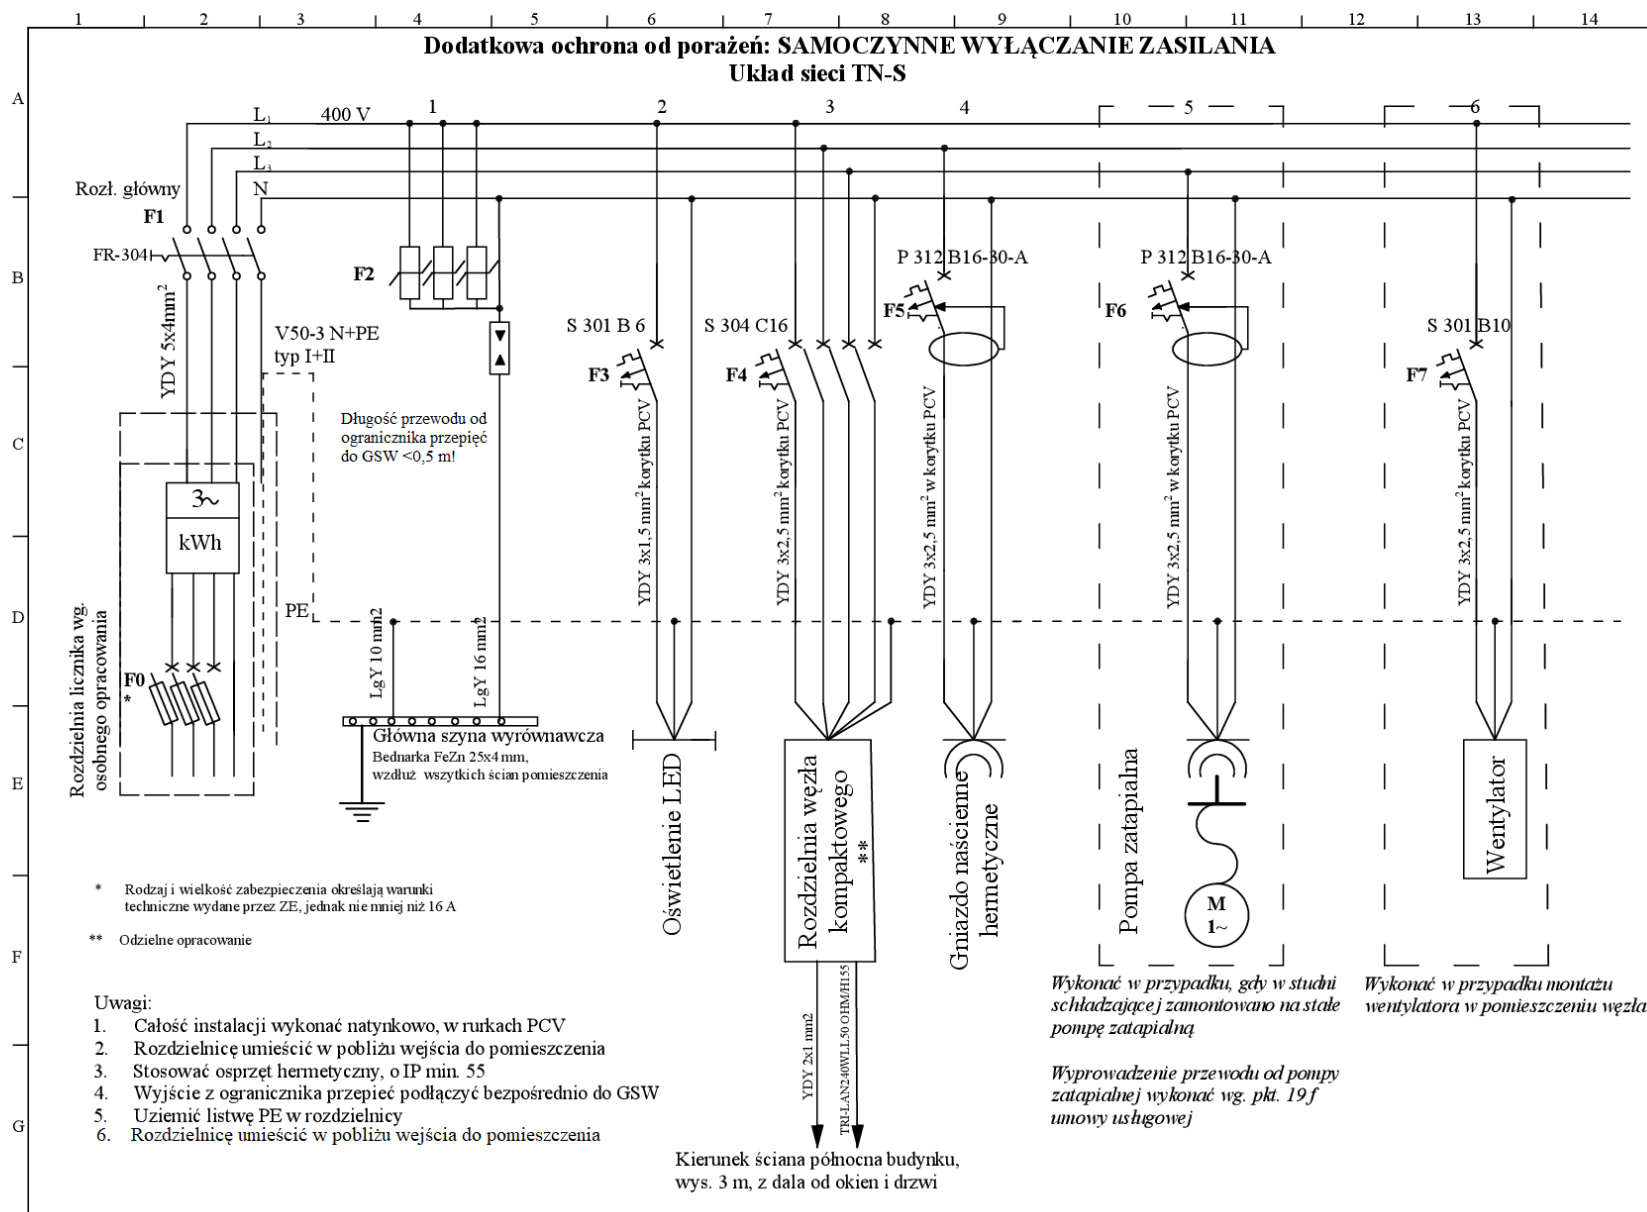 1 2 3 4 5 6 7 8 9 10 11 12 13 14
Dodatkowa ochrona od porażeń: SAMOCZYNNE WYŁĄCZANIE ZASILANIA
Układ sieci TN-S
A
B
C
D
E
F
G
1 2 3 4 5 6
L1 400 V
L2
L3
N
Rozł. główny
F1
FR-304
YDY 5x4mm²
F2
V50-3 N+PE
typ I+II
Długość przewodu od
ogranicznika przepięć
do GSW <0,5 m!
3~
kWh
PE
F0
*
Rozdzielnia licznika wg.
osobnego opracowania
LgY 10 mm2
LgY 16 mm2
Główna szyna wyrównawcza
Bednarka FeZn 25x4 mm,
wzdłuż wszytkich ścian pomieszczenia
S 301 B 6
F3
YDY 3x1,5 mm² korytku PCV
Oświetlenie LED
S 304 C16
F4
YDY 3x2,5 mm² korytku PCV
Rozdzielnia węzła
kompaktowego
**
YDY 2x1 mm2
TRI-LAN240WLL50 OHM/H155
Kierunek ściana północna budynku,
wys. 3 m, z dala od okien i drzwi
P 312 B16-30-A
F5
YDY 3x2,5 mm² w korytku PCV
Gniazdo naścienne
hermetyczne
P 312 B16-30-A
F6
YDY 3x2,5 mm² w korytku PCV
Pompa zatapialna
M
1~
Wykonać w przypadku, gdy w studni
schładzającej zamontowano na stałe
pompę zatapialną
Wyprowadzenie przewodu od pompy
zatapialnej wykonać wg. pkt. 19f
umowy usługowej
S 301 B10
F7
YDY 3x2,5 mm² korytku PCV
Wentylator
Wykonać w przypadku montażu
wentylatora w pomieszczeniu węzła
* Rodzaj i wielkość zabezpieczenia określają warunki
techniczne wydane przez ZE, jednak nie mniej niż 16 A
** Odzielne opracowanie
Uwagi:
1. Całość instalacji wykonać natynkowo, w rurkach PCV
2. Rozdzielnicę umieścić w pobliżu wejścia do pomieszczenia
3. Stosować osprzęt hermetyczny, o IP min. 55
4. Wyjście z ogranicznika przepieć podłączyć bezpośrednio do GSW
5. Uziemić listwę PE w rozdzielnicy
6. Rozdzielnicę umieścić w pobliżu wejścia do pomieszczenia